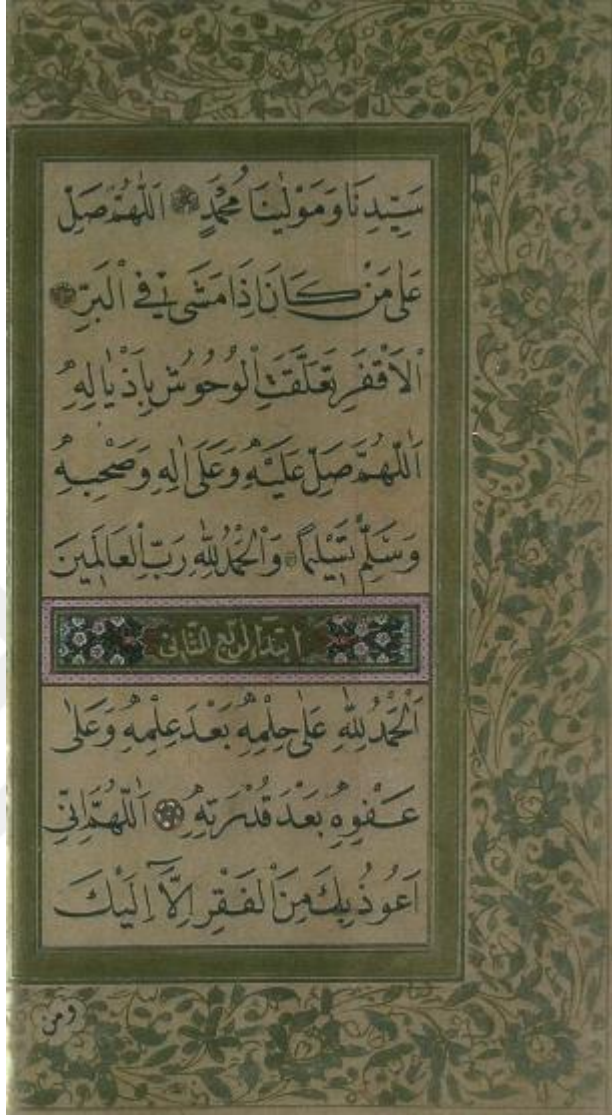 سَيِّدِنَا وَمَوْلٰينَا مُحَمَّدٍ اَللّٰهُمَّ صَلِّ
عَلٰى مَنْ كَانَ اِذَا مَشٰى فِي الْبَرِّ
الْاَقْفَرِ تَعَلَّقَتِ الْوُحُوشُ بِاَذْيَالِهِ
اَللّٰهُمَّ صَلِّ عَلَيْهِ وَعَلٰى اٰلِهِ وَصَحْبِهِ
وَسَلِّمْ تَسْلِيمًا وَالْحَمْدُ لِلّٰهِ رَبِّ الْعَالَمِينَ
ابتداء الربع الثانى
اَلْحَمْدُ لِلّٰهِ عَلٰى حِلْمِهِ بَعْدَ عِلْمِهِ وَعَلٰى
عَفْوِهِ بَعْدَ قُدْرَتِهِ اَللّٰهُمَّ اِنِّي
اَعُوذُ بِكَ مِنَ الْفَقْرِ اِلَّٓا اِلَيْكَ
ومن